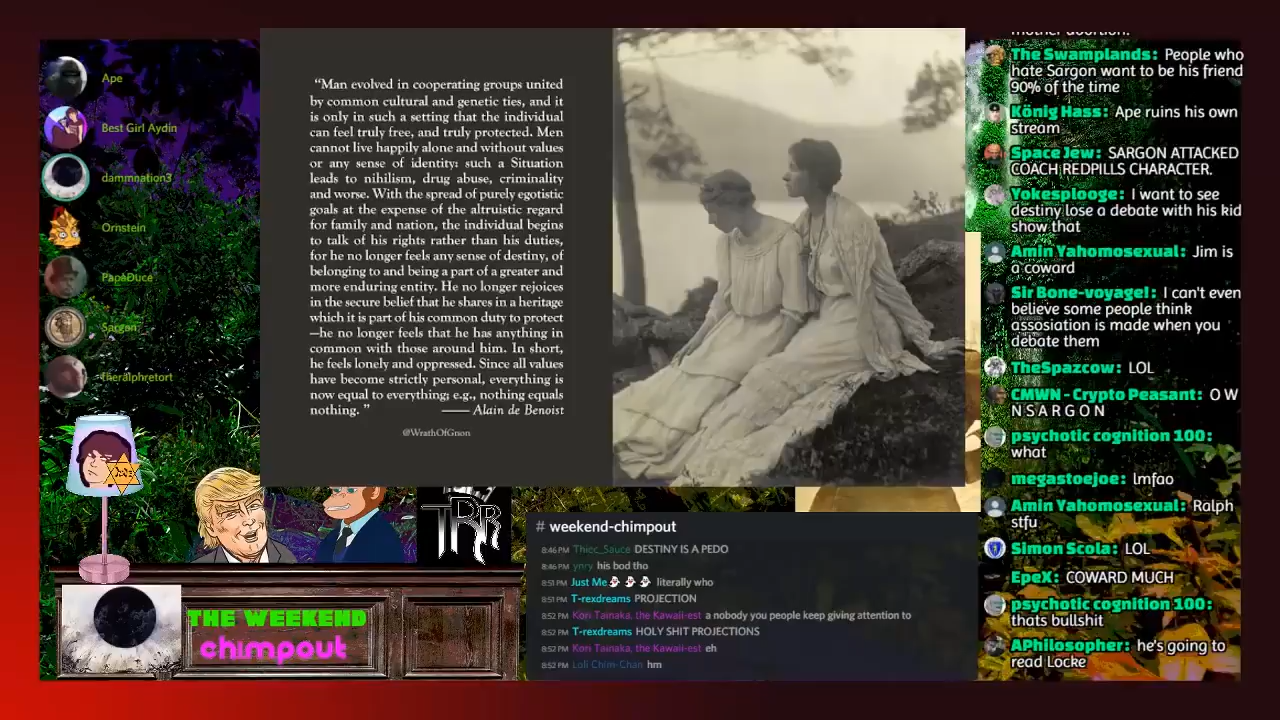 Ape
Best Girl Aydin
dammnation3
Ornstein
PapaDuce
Sargon
Theralphretort
“Man evolved in cooperating groups united
by common cultural and genetic ties, and it
is only in such a setting that the individual
can feel truly free, and truly protected. Men
cannot live happily alone and without values
or any sense of identity: such a Situation
leads to nihilism, drug abuse, criminality
and worse. With the spread of purely egotistic
goals at the expense of the altruistic regard
for family and nation, the individual begins
to talk of his rights rather than his duties,
for he no longer feels any sense of destiny, of
belonging to and being a part of a greater and
more enduring entity. He no longer rejoices
in the secure belief that he shares in a heritage
which it is part of his common duty to protect
—he no longer feels that he has anything in
common with those around him. In short,
he feels lonely and oppressed. Since all values
have become strictly personal, everything is
now equal to everything; e.g., nothing equals
nothing. ” —— Alain de Benoist
@WrathOfGnon
TRR
THE WEEKEND
chimpout
# weekend-chimpout
8:46 PM Thicc_Sauce DESTINY IS A PEDO
8:46 PM ynry his bod tho
8:51 PM Just Me literally who
8:51 PM T-rexdreams PROJECTION
8:52 PM Kori Tainaka, the Kawaii-est a nobody you people keep giving attention to
8:52 PM T-rexdreams HOLY SHIT PROJECTIONS
8:52 PM Kori Tainaka, the Kawaii-est eh
8:52 PM Loli Chim-Chan hm
mother abortion.
The Swamplands: People who
hate Sargon want to be his friend
90% of the time
König Hass: Ape ruins his own
stream
Space Jew: SARGON ATTACKED
COACH REDPILLS CHARACTER.
Yokesplooge: I want to see
destiny lose a debate with his kid
show that
Amin Yahomosexual: Jim is
a coward
Sir Bone-voyage!: I can't even
believe some people think
assosiation is made when you
debate them
TheSpazcow: LOL
CMWN - Crypto Peasant: O W
N S A R G O N
psychotic cognition 100:
what
megastoejoe: lmfao
Amin Yahomosexual: Ralph
stfu
Simon Scola: LOL
EpeX: COWARD MUCH
psychotic cognition 100:
thats bullshit
APhilosopher: he's going to
read Locke